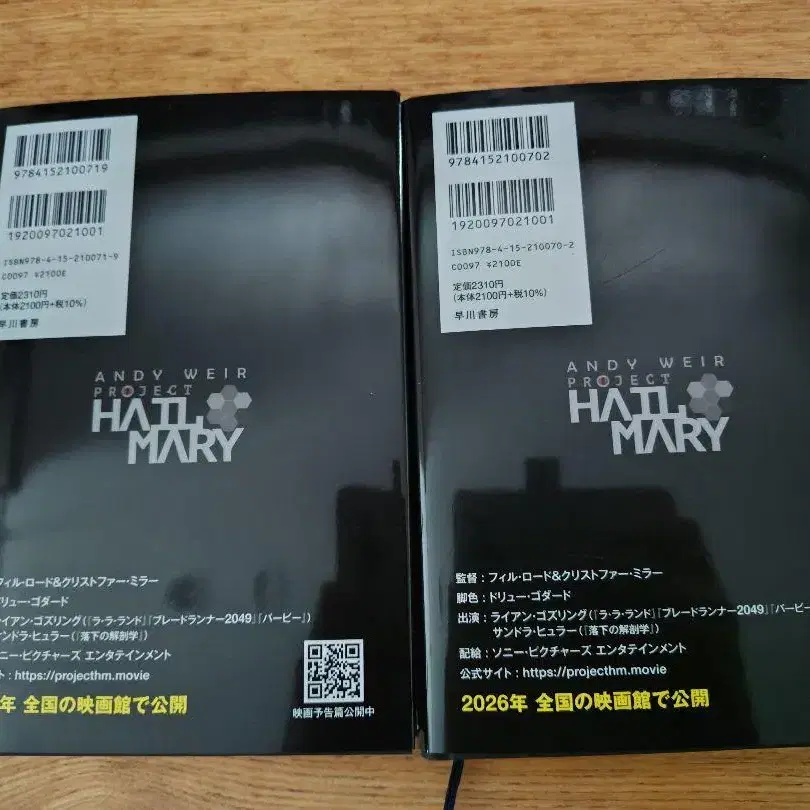 9784152100719
1920097021001
ISBN978-4-15-210071-9
C0097 ¥2100E
定価2310円
(本体2100円+税10%)
早川書房
ANDY WEIR
PROJECT
HAIL
MARY
フィル・ロード&クリストファー・ミラー
ドリュー・ゴダード
ライアン・ゴズリング(『ラ・ラ・ランド』『ブレードランナー2049』『バービー』)
サンドラ・ヒュラー(『落下の解剖学』)
ソニー・ピクチャーズ エンタテインメント
ト:https://projecthm.movie
年 全国の映画館で公開
映画予告篇公開中
9784152100702
1920097021001
ISBN978-4-15-210070-2
C0097 ¥2100E
定価2310円
(本体2100円+税10%)
早川書房
ANDY WEIR
PROJECT
HAIL
MARY
監督:フィル・ロード&クリストファー・ミラー
脚色:ドリュー・ゴダード
出演:ライアン・ゴズリング(『ラ・ラ・ランド』『ブレードランナー2049』『バービー
サンドラ・ヒュラー(『落下の解剖学』)
配給:ソニー・ピクチャーズ エンタテインメント
公式サイト:https://projecthm.movie
2026年 全国の映画館で公開